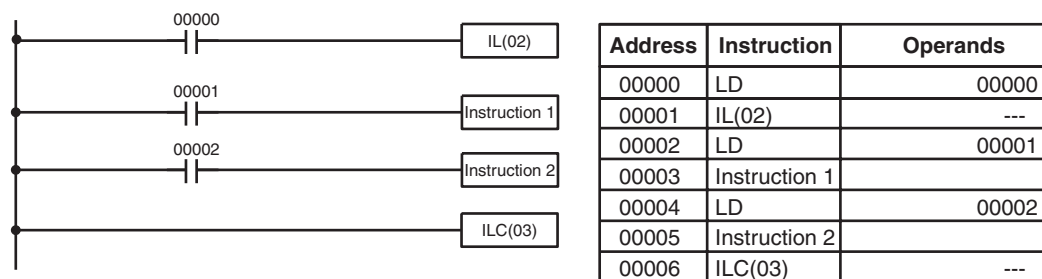 00000
IL(02)
00001
Instruction 1
00002
Instruction 2
ILC(03)
Address Instruction Operands
00000 LD 00000
00001 IL(02) ---
00002 LD 00001
00003 Instruction 1
00004 LD 00002
00005 Instruction 2
00006 ILC(03) ---